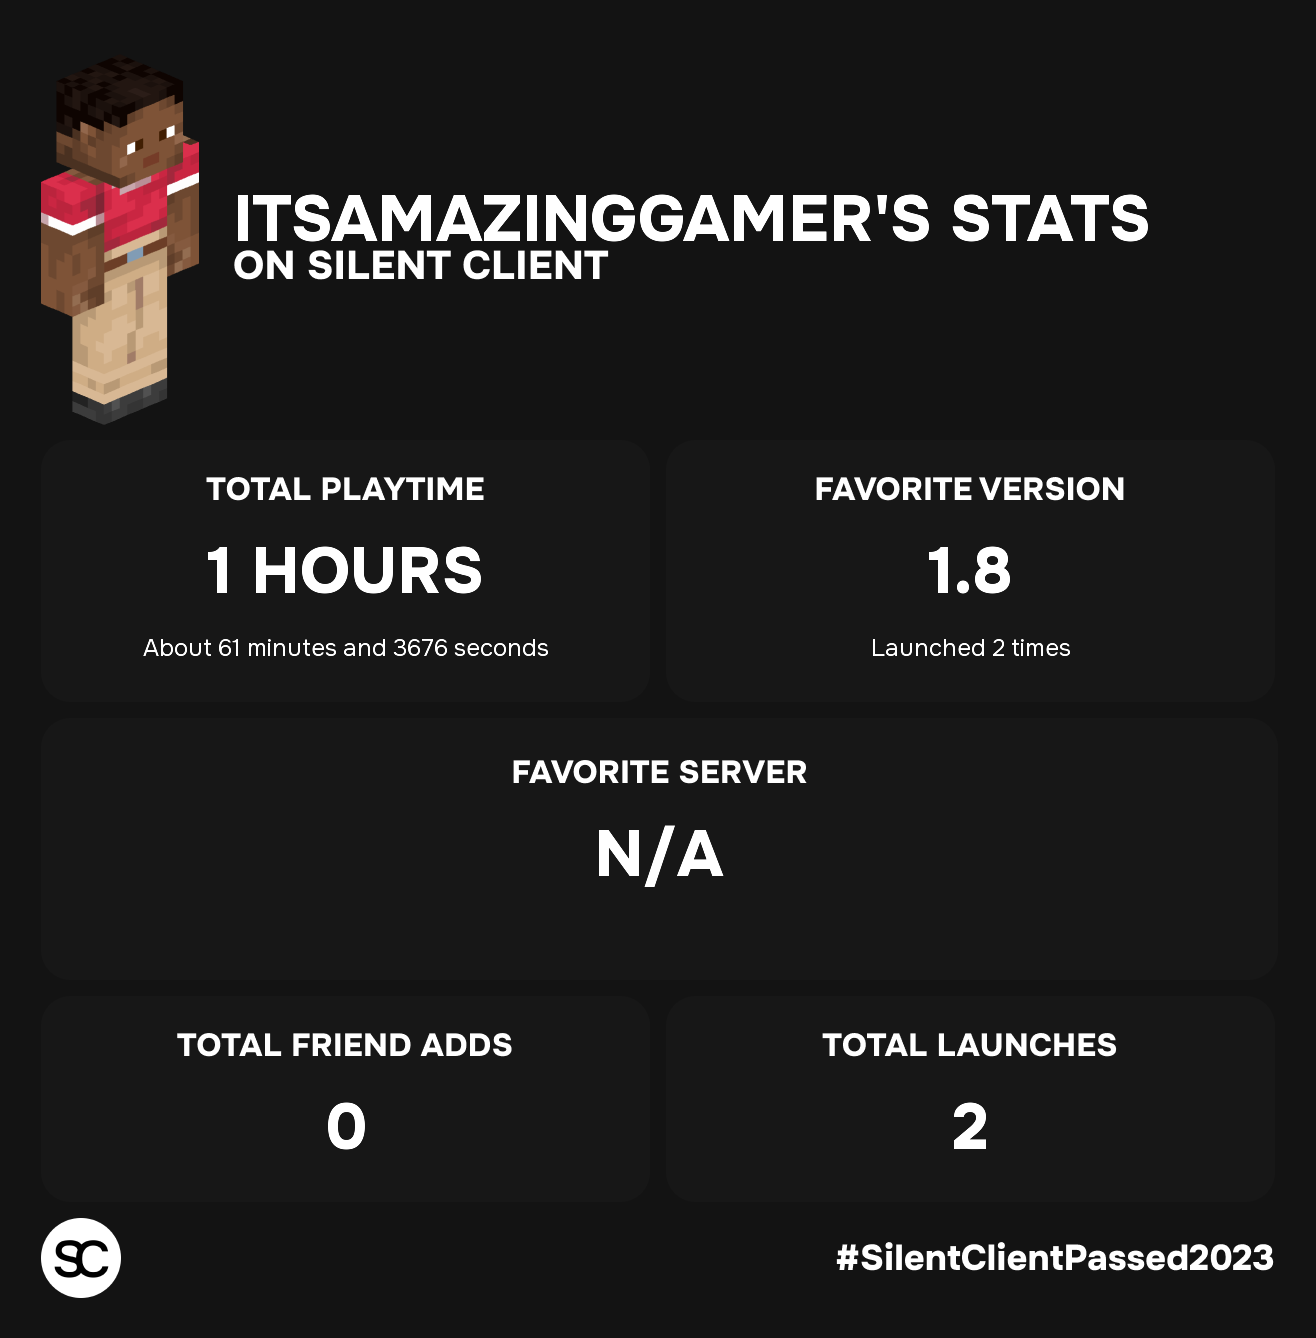 ITSAMAZINGGAMER'S STATS
ON SILENT CLIENT
TOTAL PLAYTIME
1 HOURS
About 61 minutes and 3676 seconds
FAVORITE VERSION
1.8
Launched 2 times
FAVORITE SERVER
N/A
TOTAL FRIEND ADDS
0
TOTAL LAUNCHES
2
SC
#SilentClientPassed2023